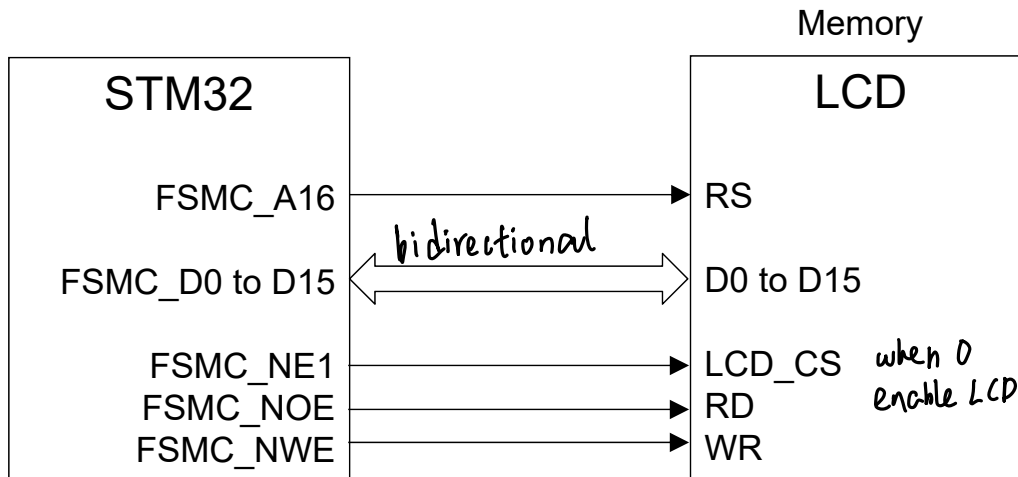 Memory
STM32
LCD
FSMC_A16
RS
bidirectional
FSMC_D0 to D15
D0 to D15
FSMC_NE1
LCD_CS
when 0
enable LCD
FSMC_NOE
RD
FSMC_NWE
WR